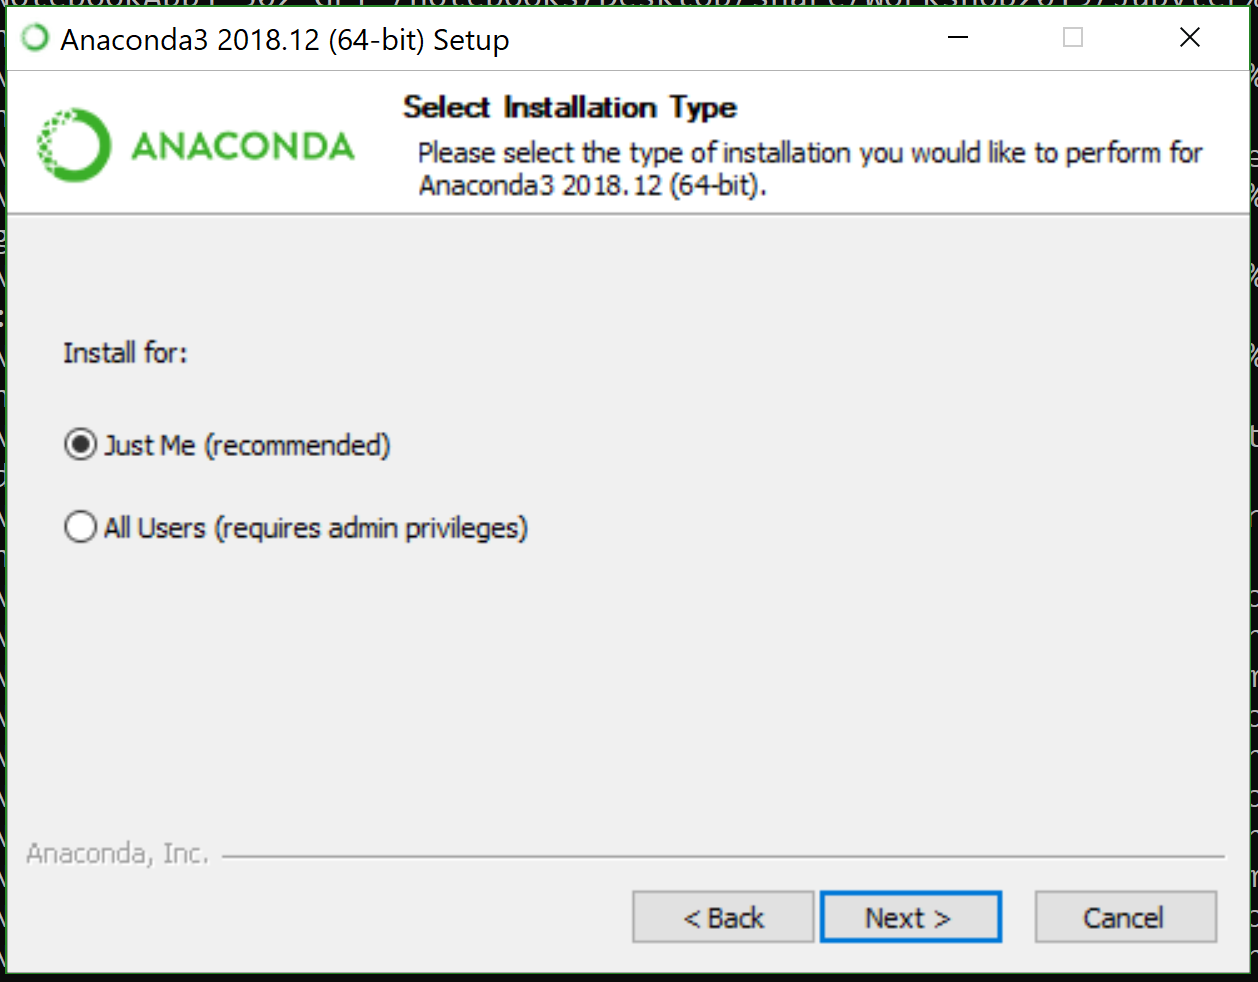 Anaconda3 2018.12 (64-bit) Setup
ANACONDA
Select Installation Type
Please select the type of installation you would like to perform for
Anaconda3 2018.12 (64-bit).
Install for:
Just Me (recommended)
All Users (requires admin privileges)
Anaconda, Inc.
< Back
Next >
Cancel